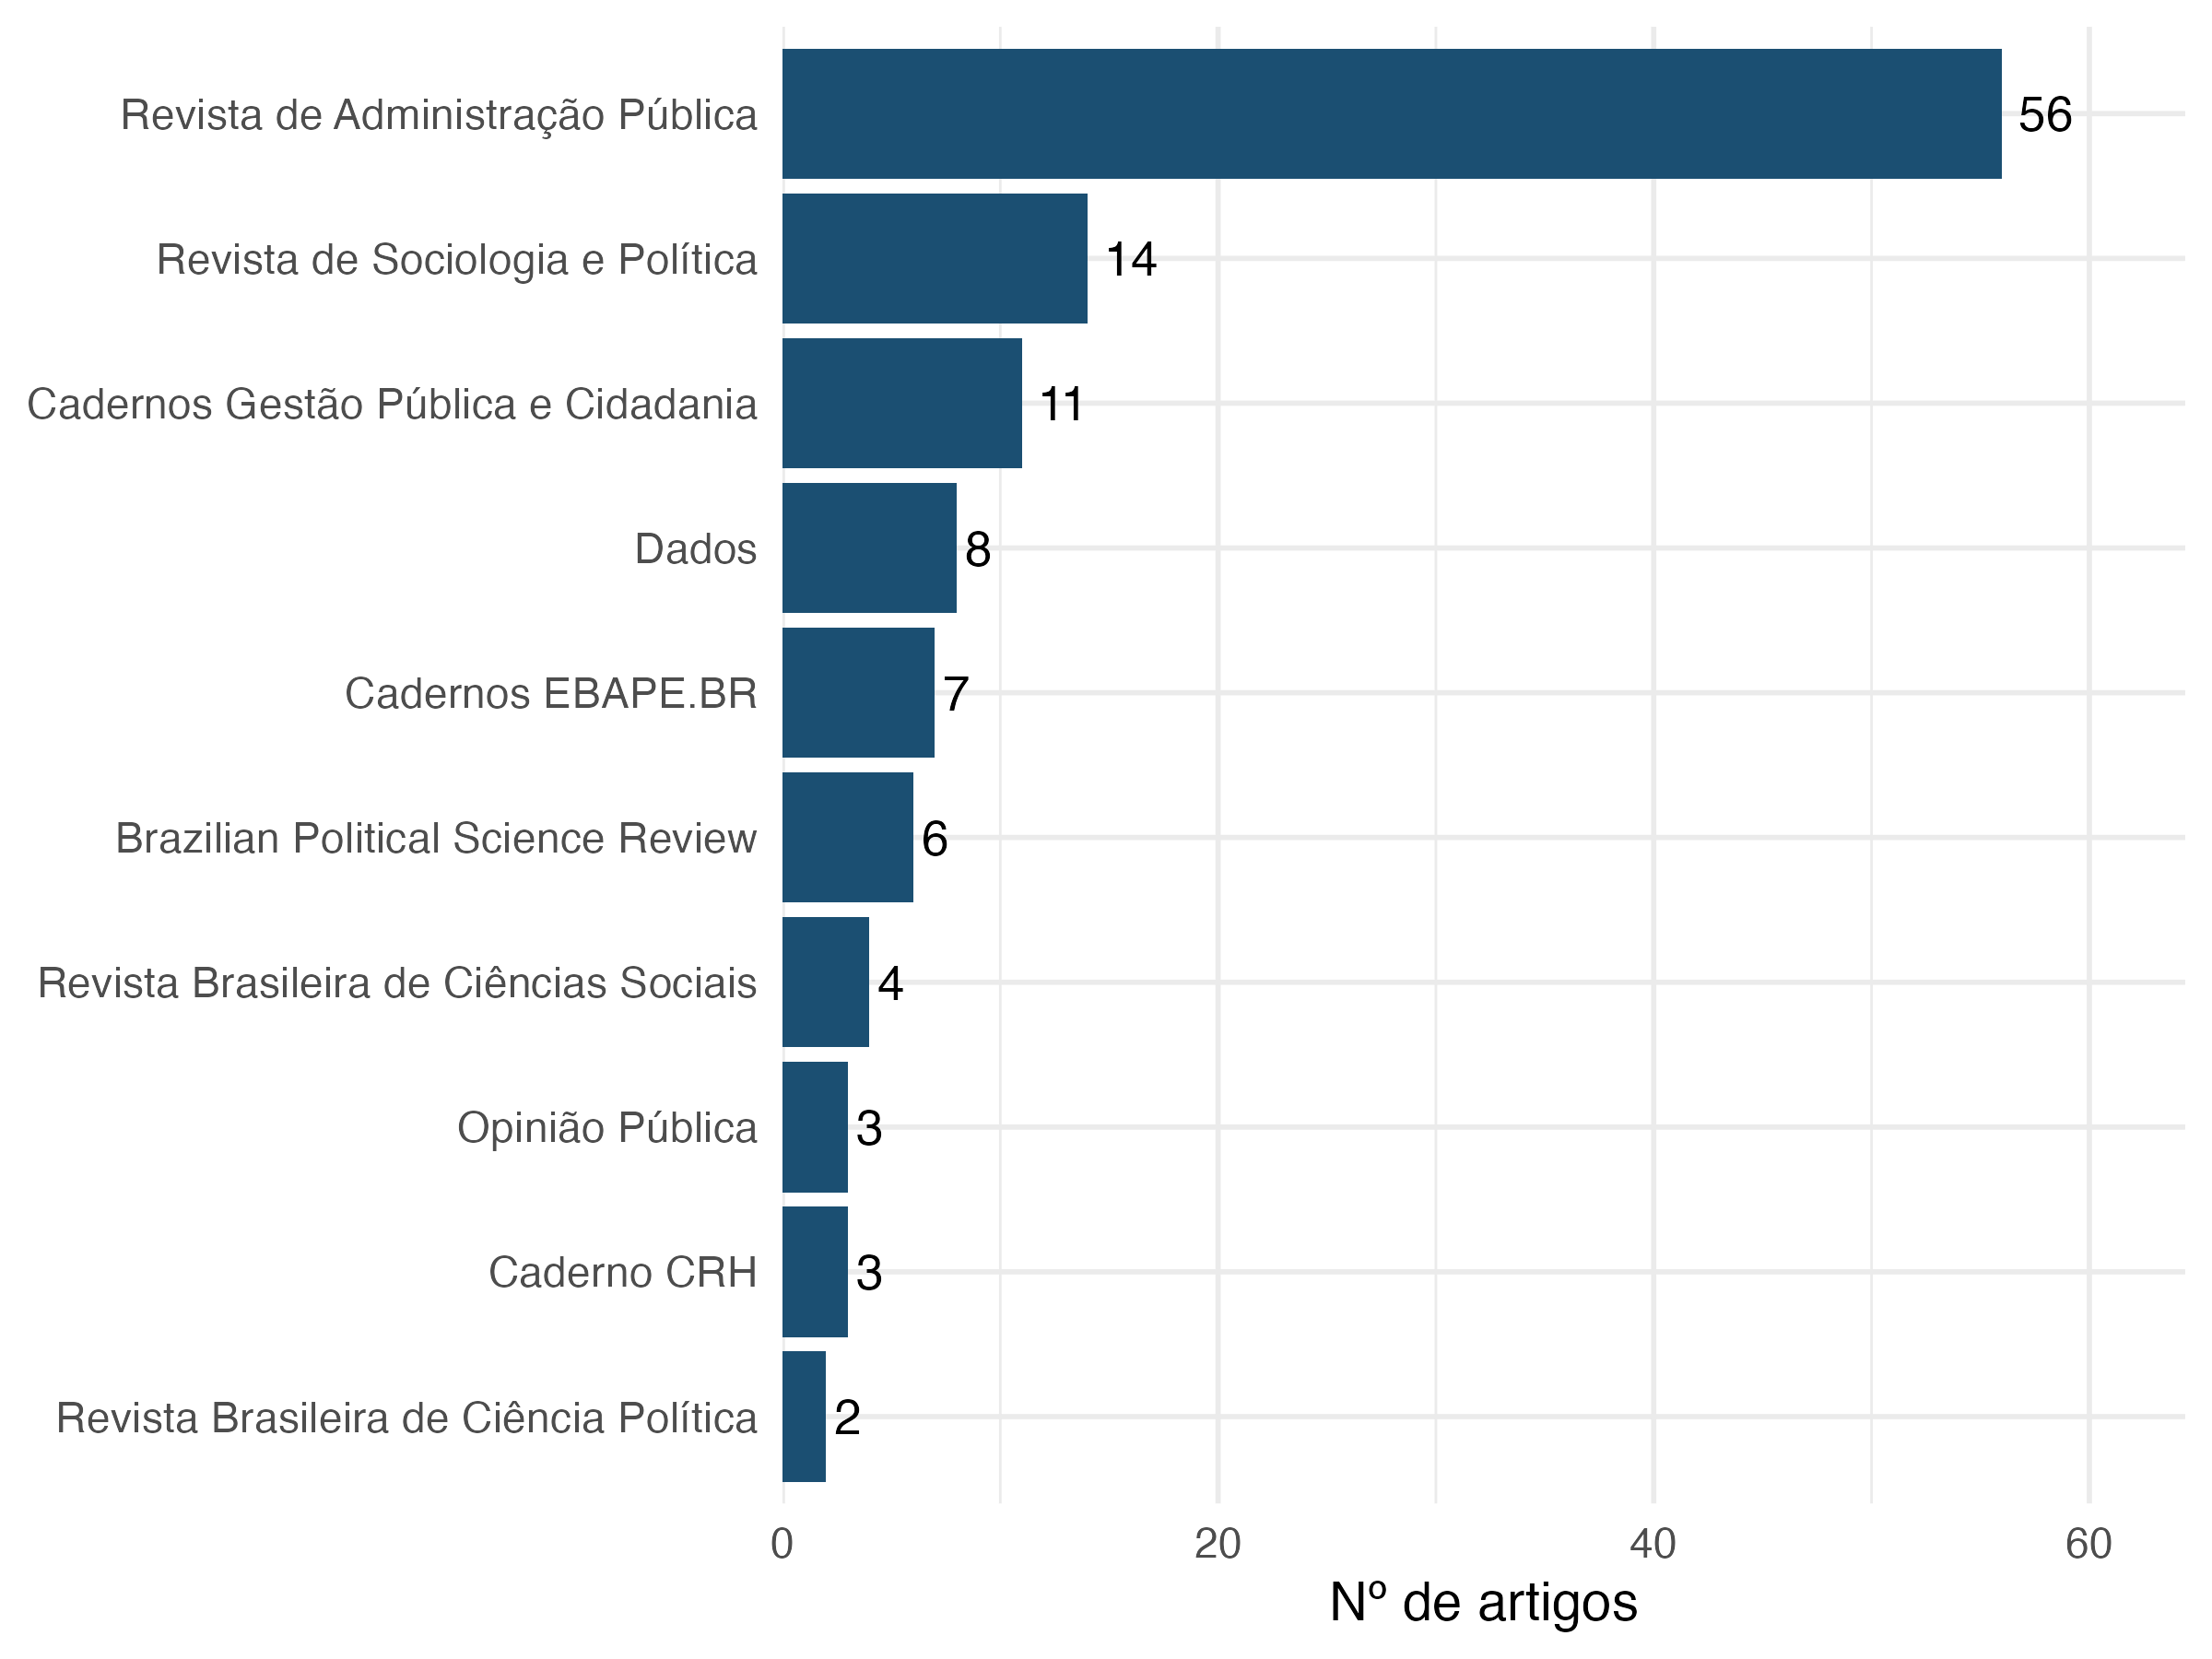 Revista de Administração Pública 56
Revista de Sociologia e Política 14
Cadernos Gestão Pública e Cidadania 11
Dados 8
Cadernos EBAPE.BR 7
Brazilian Political Science Review 6
Revista Brasileira de Ciências Sociais 4
Opinião Pública 3
Caderno CRH 3
Revista Brasileira de Ciência Política 2
0 20 40 60
Nº de artigos